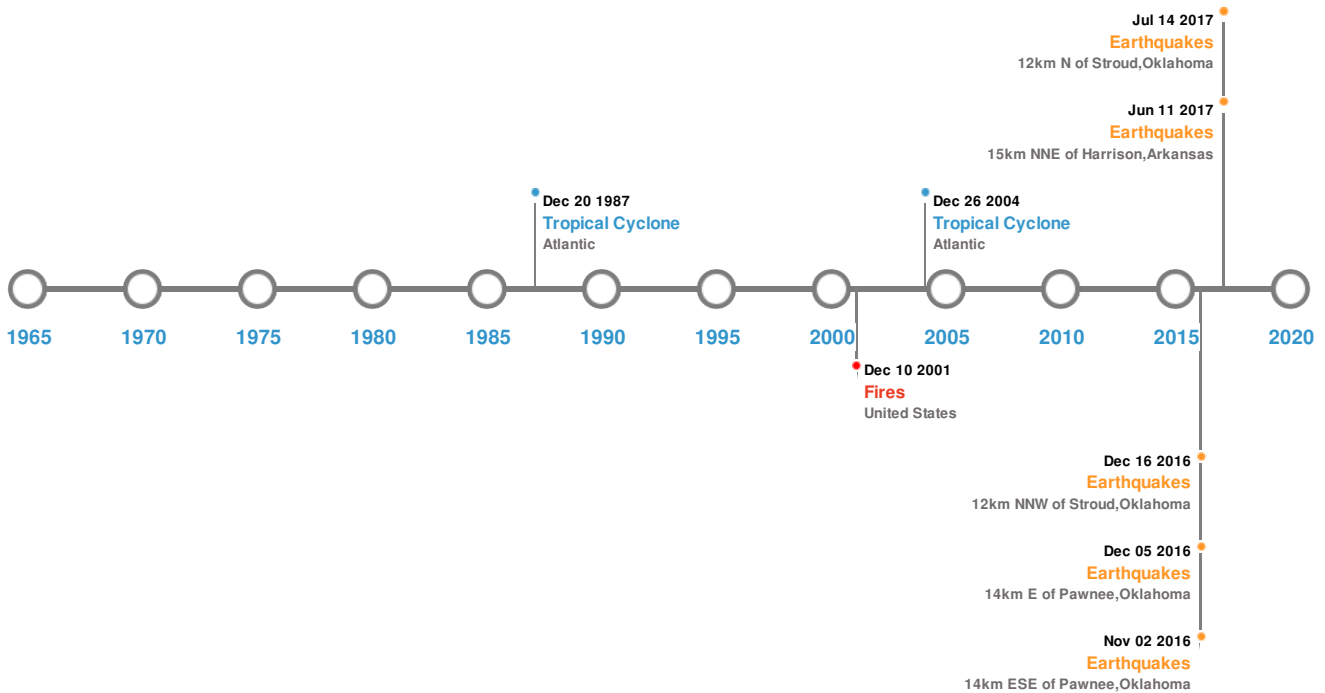 Jul 14 2017
Earthquakes
12km N of Stroud,Oklahoma
Jun 11 2017
Earthquakes
15km NNE of Harrison,Arkansas
Dec 20 1987
Tropical Cyclone
Atlantic
Dec 26 2004
Tropical Cyclone
Atlantic
1965 1970 1975 1980 1985 1990 1995 2000 2005 2010 2015 2020
Dec 10 2001
Fires
United States
Dec 16 2016
Earthquakes
12km NNW of Stroud,Oklahoma
Dec 05 2016
Earthquakes
14km E of Pawnee,Oklahoma
Nov 02 2016
Earthquakes
14km ESE of Pawnee,Oklahoma